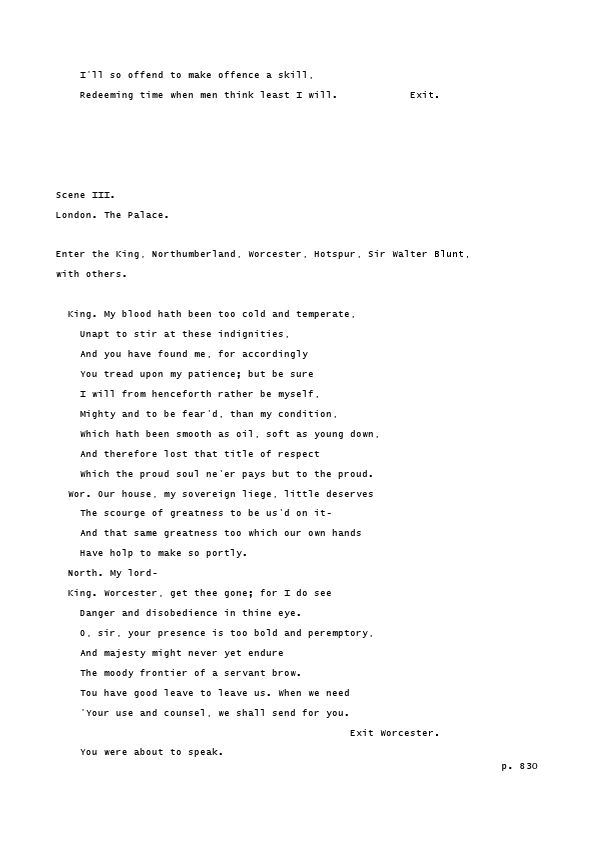 I'll so offend to make offence a skill,
Redeeming time when men think least I will. Exit.
Scene III.
London. The Palace.
Enter the King, Northumberland, Worcester, Hotspur, Sir Walter Blunt,
with others.
King. My blood hath been too cold and temperate,
Unapt to stir at these indignities,
And you have found me, for accordingly
You tread upon my patience; but be sure
I will from henceforth rather be myself,
Mighty and to be fear'd, than my condition,
Which hath been smooth as oil, soft as young down,
And therefore lost that title of respect
Which the proud soul ne'er pays but to the proud.
Wor. Our house, my sovereign liege, little deserves
The scourge of greatness to be us'd on it-
And that same greatness too which our own hands
Have holp to make so portly.
North. My lord-
King. Worcester, get thee gone; for I do see
Danger and disobedience in thine eye.
O, sir, your presence is too bold and peremptory,
And majesty might never yet endure
The moody frontier of a servant brow.
Tou have good leave to leave us. When we need
'Your use and counsel, we shall send for you.
Exit Worcester.
You were about to speak.
p. 830